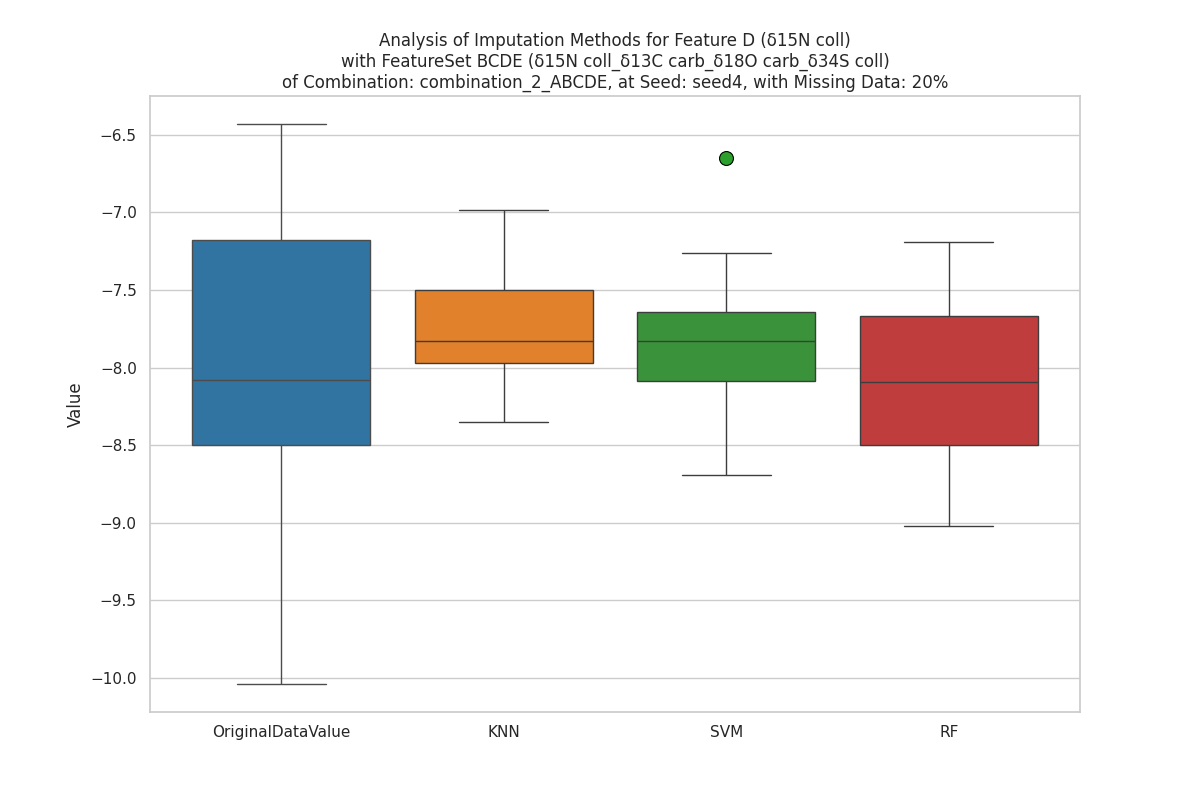 Analysis of Imputation Methods for Feature D (δ15N coll)
with FeatureSet BCDE (δ15N coll_δ13C carb_δ18O carb_δ34S coll)
of Combination: combination_2_ABCDE, at Seed: seed4, with Missing Data: 20%
−6.5
−7.0
−7.5
−8.0
−8.5
−9.0
−9.5
−10.0
Value
OriginalDataValue
KNN
SVM
RF